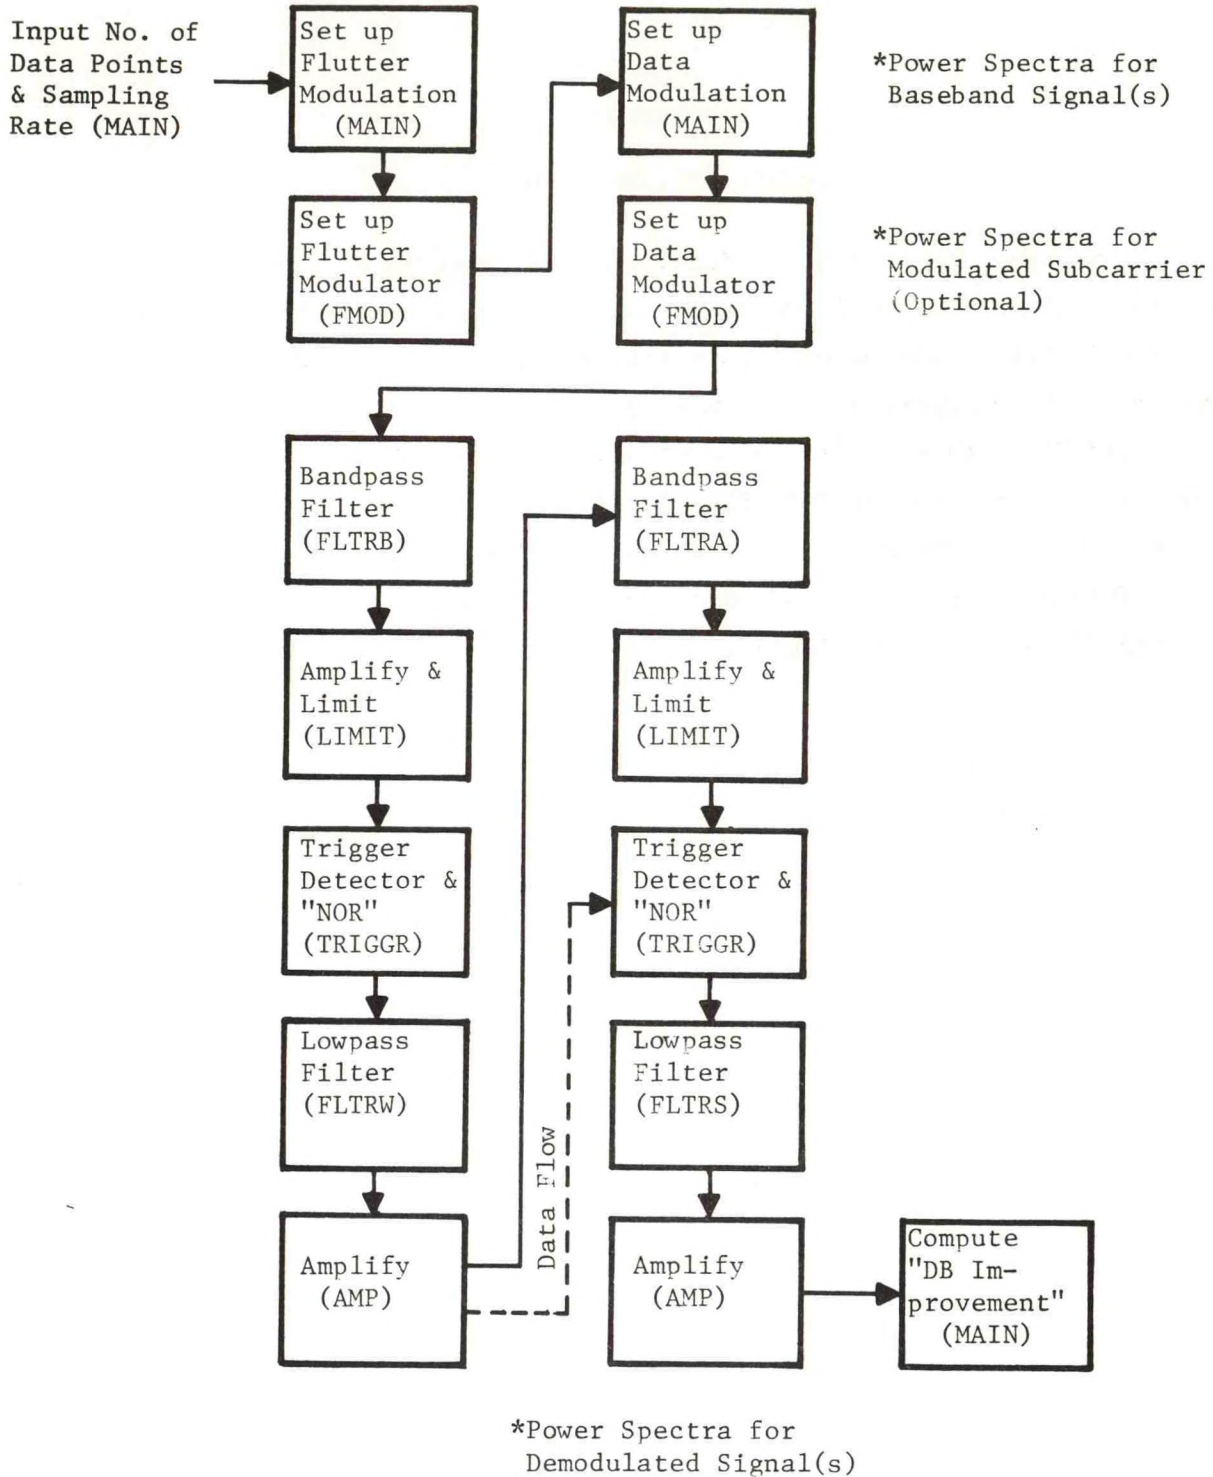 Input No. of
Data Points
& Sampling
Rate (MAIN)
Set up
Flutter
Modulation
(MAIN)
Set up
Data
Modulation
(MAIN)
*Power Spectra for
Baseband Signal(s)
Set up
Flutter
Modulator
(FMOD)
Set up
Data
Modulator
(FMOD)
*Power Spectra for
Modulated Subcarrier
(Optional)
Bandpass
Filter
(FLTRB)
Bandpass
Filter
(FLTRA)
Amplify &
Limit
(LIMIT)
Amplify &
Limit
(LIMIT)
Trigger
Detector &
"NOR"
(TRIGGR)
Trigger
Detector &
"NOR"
(TRIGGR)
Lowpass
Filter
(FLTRW)
Lowpass
Filter
(FLTRS)
Data Flow
Amplify
(AMP)
Amplify
(AMP)
Compute
"DB Im-
provement"
(MAIN)
*Power Spectra for
Demodulated Signal(s)